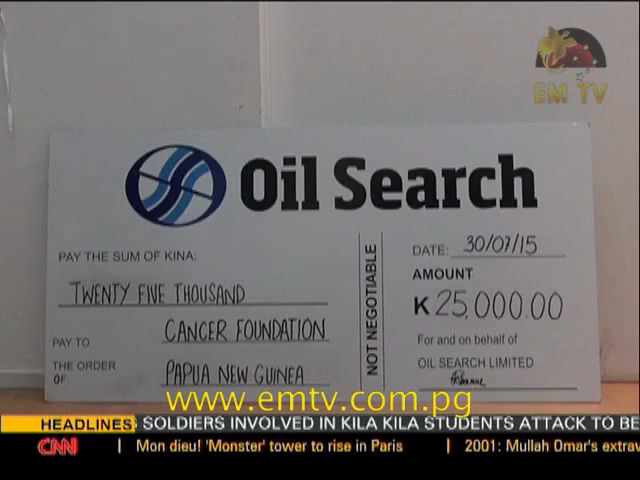 EM TV
Oil Search
PAY THE SUM OF KINA:
TWENTY FIVE THOUSAND
PAY TO
THE ORDER
OF
CANCER FOUNDATION
PAPUA NEW GUINEA
NOT NEGOTIABLE
DATE: 30/07/15
AMOUNT
K 25,000.00
For and on behalf of
OIL SEARCH LIMITED
www.emtv.com.pg
HEADLINES SOLDIERS INVOLVED IN KILA KILA STUDENTS ATTACK TO BE
CNN | Mon dieu! 'Monster' tower to rise in Paris | 2001: Mullah Omar's extrav